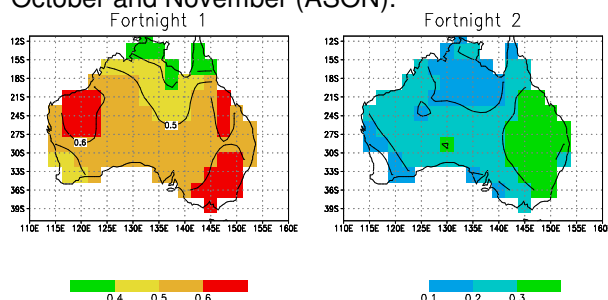 October and November (ASON).
Fortnight 1
Fortnight 2
12S
15S
18S
21S
24S
27S
30S
33S
36S
39S
0.5
0.6
110E 115E 120E 125E 130E 135E 140E 145E 150E 155E 160E
12S
15S
18S
21S
24S
27S
30S
33S
36S
39S
110E 115E 120E 125E 130E 135E 140E 145E 150E 155E 160E
0.4 0.5 0.6
0.1 0.2 0.3